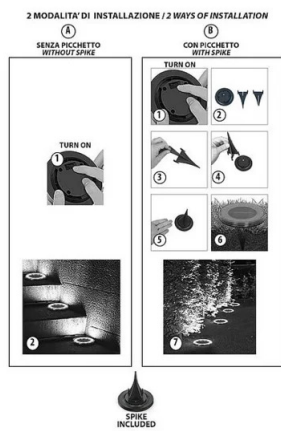 2 MODALITA' DI INSTALLAZIONE / 2 WAYS OF INSTALLATION
A
SENZA PICCHETTO
WITHOUT SPIKE
TURN ON
1
2
B
CON PICCHETTO
WITH SPIKE
TURN ON
1
2
3
4
5
6
7
SPIKE
INCLUDED